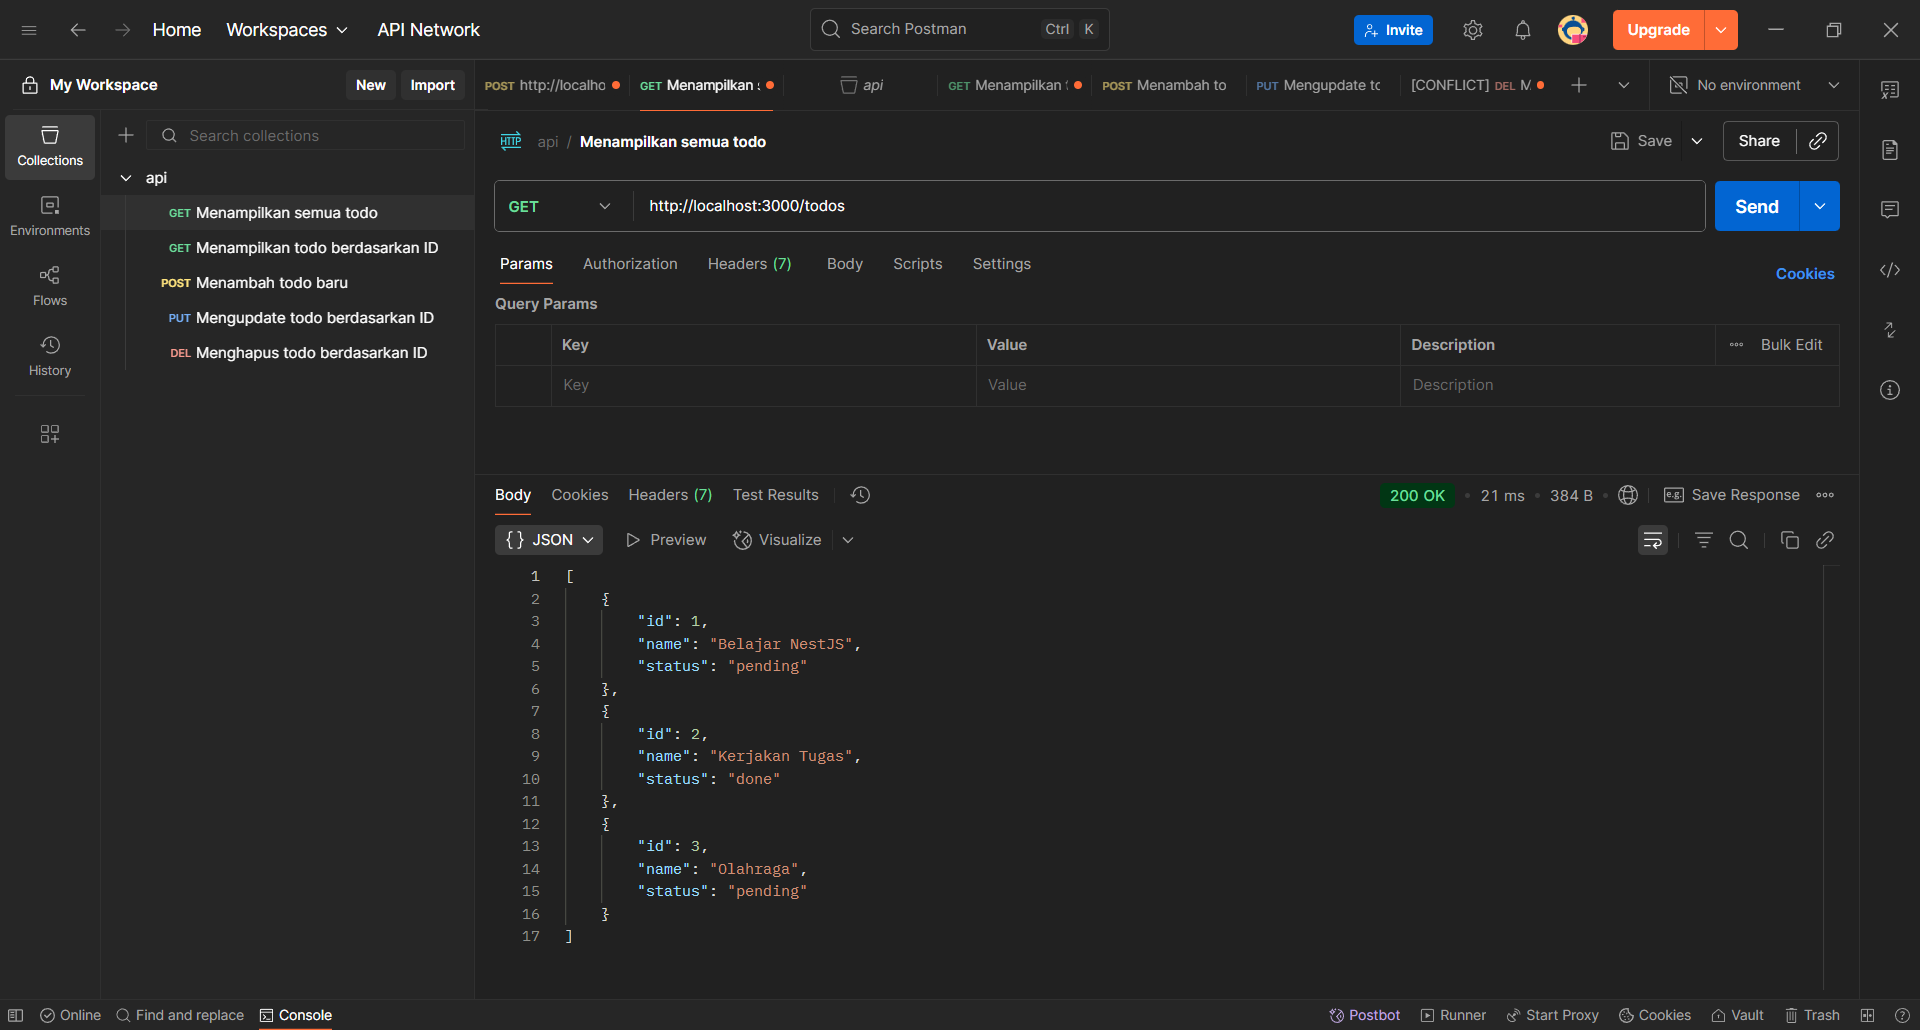 Home Workspaces API Network Search Postman Ctrl K Invite Upgrade
My Workspace New Import
POST http://localho GET Menampilkan api GET Menampilkan POST Menambah to PUT Mengupdate [CONFLICT] DEL M No environment
Collections
Environments
Flows
History
Search collections
api
GET Menampilkan semua todo
GET Menampilkan todo berdasarkan ID
POST Menambah todo baru
PUT Mengupdate todo berdasarkan ID
DEL Menghapus todo berdasarkan ID
HTTP api / Menampilkan semua todo Save Share
GET http://localhost:3000/todos Send
Params Authorization Headers (7) Body Scripts Settings Cookies
Query Params
Key Value Description Bulk Edit
Key Value Description
Body Cookies Headers (7) Test Results 200 OK • 21 ms • 384 B • e.g. Save Response
{} JSON Preview Visualize
1 [
2 {
3 "id": 1,
4 "name": "Belajar NestJS",
5 "status": "pending"
6 },
7 {
8 "id": 2,
9 "name": "Kerjakan Tugas",
10 "status": "done"
11 },
12 {
13 "id": 3,
14 "name": "Olahraga",
15 "status": "pending"
16 }
17 ]
Online Find and replace Console Postbot Runner Start Proxy Cookies Vault Trash